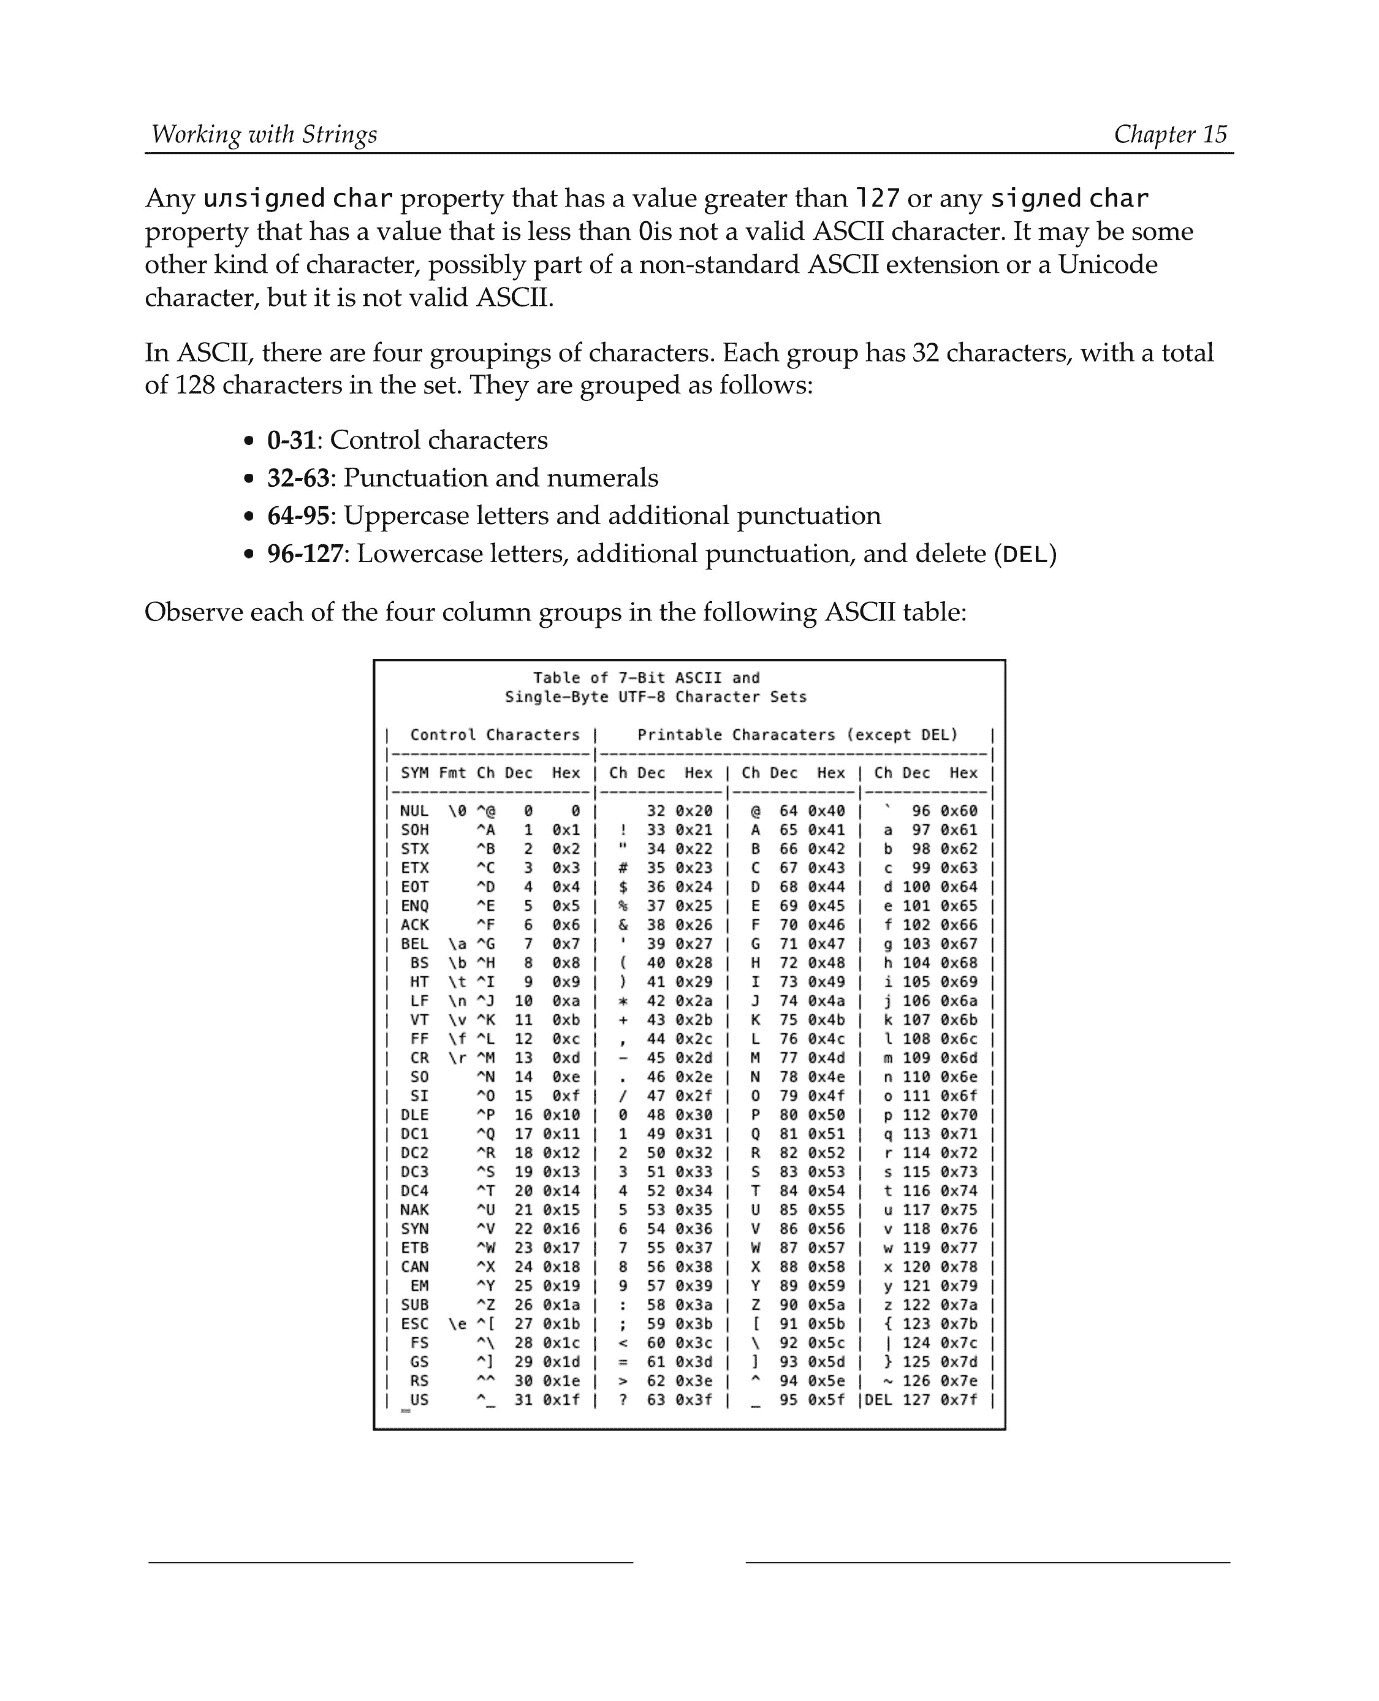 Working with Strings Chapter 15
Any unsigned char property that has a value greater than 127 or any signed char
property that has a value that is less than 0is not a valid ASCII character. It may be some
other kind of character, possibly part of a non-standard ASCII extension or a Unicode
character, but it is not valid ASCII.
In ASCII, there are four groupings of characters. Each group has 32 characters, with a total
of 128 characters in the set. They are grouped as follows:
• 0-31: Control characters
• 32-63: Punctuation and numerals
• 64-95: Uppercase letters and additional punctuation
• 96-127: Lowercase letters, additional punctuation, and delete (DEL)
Observe each of the four column groups in the following ASCII table:
Table of 7-Bit ASCII and
Single-Byte UTF-8 Character Sets
| Control Characters | Printable Characaters (except DEL) |
|---------------------|-----------------------------------------|
| SYM Fmt Ch Dec Hex | Ch Dec Hex | Ch Dec Hex | Ch Dec Hex |
|---------------------|-------------|-------------|-------------|
| NUL \0 ^@ 0 0 | 32 0x20 | @ 64 0x40 | ` 96 0x60 |
| SOH ^A 1 0x1 | ! 33 0x21 | A 65 0x41 | a 97 0x61 |
| STX ^B 2 0x2 | " 34 0x22 | B 66 0x42 | b 98 0x62 |
| ETX ^C 3 0x3 | # 35 0x23 | C 67 0x43 | c 99 0x63 |
| EOT ^D 4 0x4 | $ 36 0x24 | D 68 0x44 | d 100 0x64 |
| ENQ ^E 5 0x5 | % 37 0x25 | E 69 0x45 | e 101 0x65 |
| ACK ^F 6 0x6 | & 38 0x26 | F 70 0x46 | f 102 0x66 |
| BEL \a ^G 7 0x7 | ' 39 0x27 | G 71 0x47 | g 103 0x67 |
| BS \b ^H 8 0x8 | ( 40 0x28 | H 72 0x48 | h 104 0x68 |
| HT \t ^I 9 0x9 | ) 41 0x29 | I 73 0x49 | i 105 0x69 |
| LF \n ^J 10 0xa | * 42 0x2a | J 74 0x4a | j 106 0x6a |
| VT \v ^K 11 0xb | + 43 0x2b | K 75 0x4b | k 107 0x6b |
| FF \f ^L 12 0xc | , 44 0x2c | L 76 0x4c | l 108 0x6c |
| CR \r ^M 13 0xd | - 45 0x2d | M 77 0x4d | m 109 0x6d |
| SO ^N 14 0xe | . 46 0x2e | N 78 0x4e | n 110 0x6e |
| SI ^O 15 0xf | / 47 0x2f | O 79 0x4f | o 111 0x6f |
| DLE ^P 16 0x10 | 0 48 0x30 | P 80 0x50 | p 112 0x70 |
| DC1 ^Q 17 0x11 | 1 49 0x31 | Q 81 0x51 | q 113 0x71 |
| DC2 ^R 18 0x12 | 2 50 0x32 | R 82 0x52 | r 114 0x72 |
| DC3 ^S 19 0x13 | 3 51 0x33 | S 83 0x53 | s 115 0x73 |
| DC4 ^T 20 0x14 | 4 52 0x34 | T 84 0x54 | t 116 0x74 |
| NAK ^U 21 0x15 | 5 53 0x35 | U 85 0x55 | u 117 0x75 |
| SYN ^V 22 0x16 | 6 54 0x36 | V 86 0x56 | v 118 0x76 |
| ETB ^W 23 0x17 | 7 55 0x37 | W 87 0x57 | w 119 0x77 |
| CAN ^X 24 0x18 | 8 56 0x38 | X 88 0x58 | x 120 0x78 |
| EM ^Y 25 0x19 | 9 57 0x39 | Y 89 0x59 | y 121 0x79 |
| SUB ^Z 26 0x1a | : 58 0x3a | Z 90 0x5a | z 122 0x7a |
| ESC \e ^[ 27 0x1b | ; 59 0x3b | [ 91 0x5b | { 123 0x7b |
| FS ^\ 28 0x1c | < 60 0x3c | \ 92 0x5c | | 124 0x7c |
| GS ^] 29 0x1d | = 61 0x3d | ] 93 0x5d | } 125 0x7d |
| RS ^^ 30 0x1e | > 62 0x3e | ^ 94 0x5e | ~ 126 0x7e |
| _US ^_ 31 0x1f | ? 63 0x3f | _ 95 0x5f |DEL 127 0x7f |